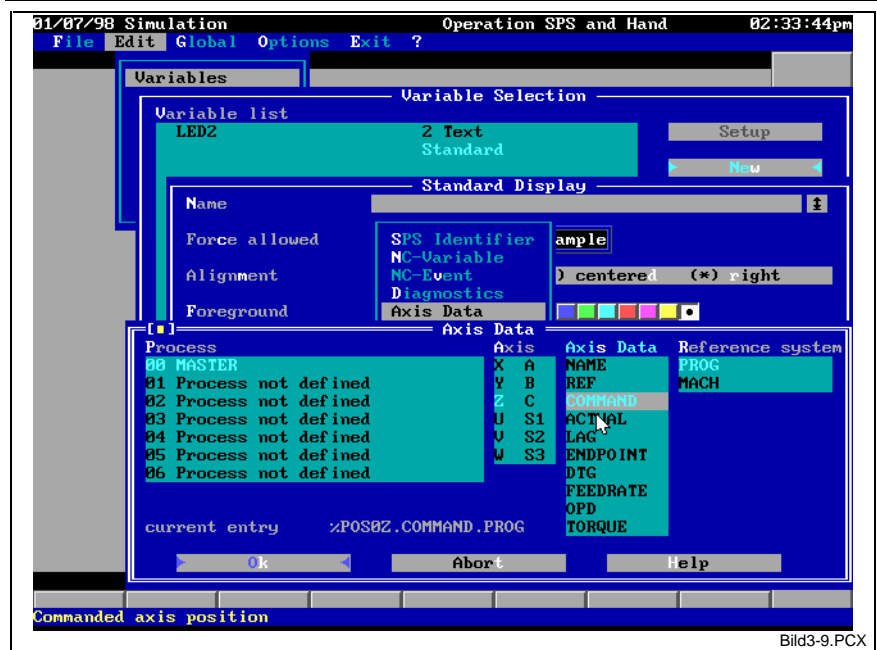 01/07/98 Simulation Operation SPS and Hand 02:33:44pm
File Edit Global Options Exit ?
Variables
Variable Selection
Variable list
LED2 2 Text Setup
Standard
New
Standard Display
Name
Force allowed SPS Identifier ample
NC-Variable
Alignment NC-Event ) centered (*) right
Diagnostics
Foreground Axis Data
[■] Axis Data
Process Axis Axis Data Reference system
00 MASTER X A NAME PROG
01 Process not defined Y B REF MACH
02 Process not defined Z C COMMAND
03 Process not defined U S1 ACTUAL
04 Process not defined V S2 LAG
05 Process not defined W S3 ENDPOINT
06 Process not defined DTG
FEEDRATE
OPD
current entry %POS0Z.COMMAND.PROG TORQUE
Ok Abort Help
Commanded axis position
Bild3-9.PCX